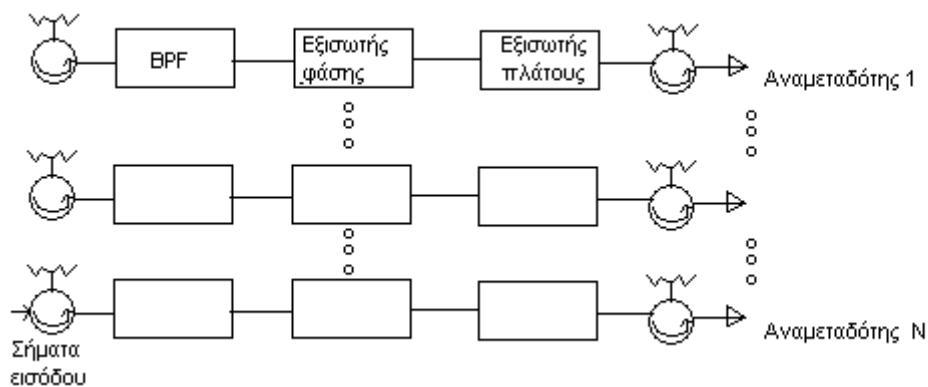 BPF
Εξισωτής
φάσης
Εξισωτής
πλάτους
Αναμεταδότης 1
Αναμεταδότης N
Σήματα
εισόδου